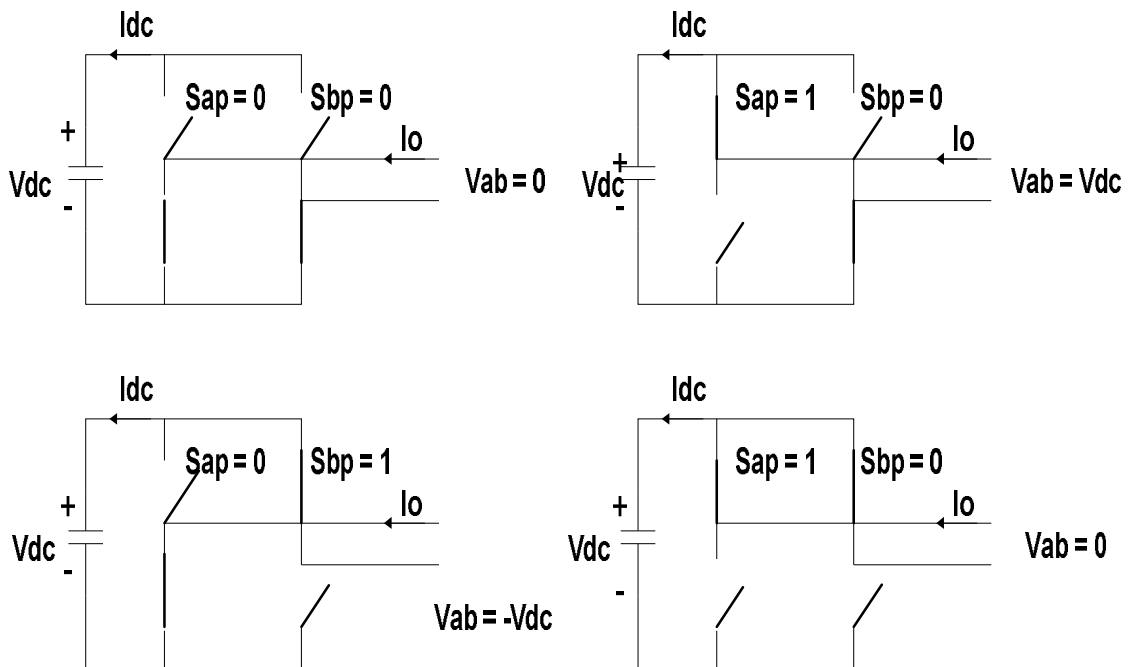 Idc
Sap = 0
Sbp = 0
+
Io
Vdc
Vab = 0
-
Idc
Sap = 1
Sbp = 0
+
Io
Vdc
Vab = Vdc
-
Idc
Sap = 0
Sbp = 1
+
Io
Vdc
-
Vab = -Vdc
Idc
Sap = 1
Sbp = 0
+
Io
Vdc
Vab = 0
-